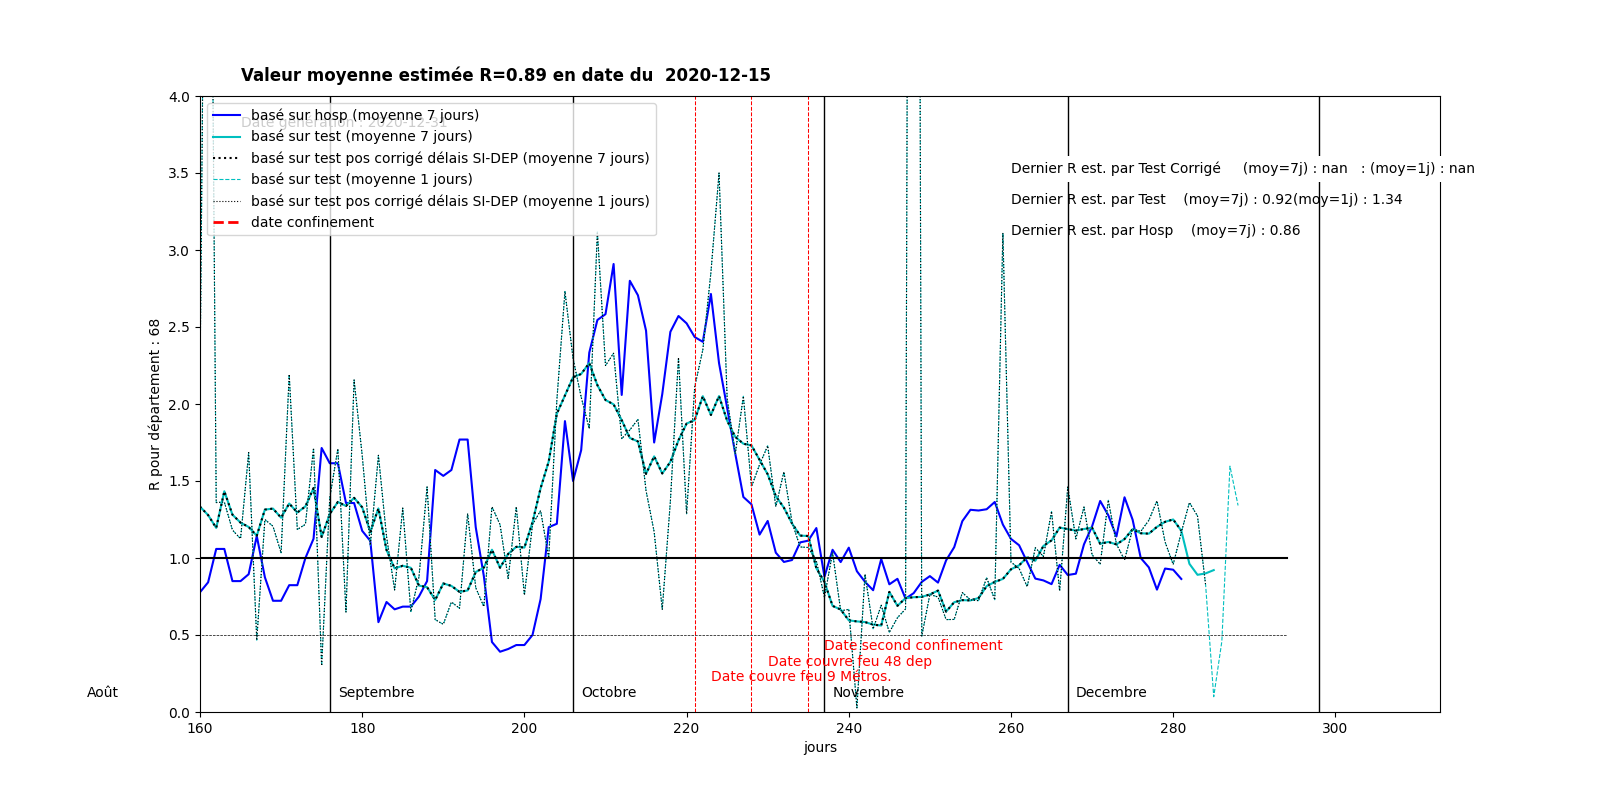 Valeur moyenne estimée R=0.89 en date du  2020-12-15
Date génération : 2020-12-31
basé sur hosp (moyenne 7 jours)
basé sur test (moyenne 7 jours)
basé sur test pos corrigé délais SI-DEP (moyenne 7 jours)
basé sur test (moyenne 1 jours)
basé sur test pos corrigé délais SI-DEP (moyenne 1 jours)
date confinement
Dernier R est. par Test Corrigé (moy=7j) : nan : (moy=1j) : nan
Dernier R est. par Test (moy=7j) : 0.92(moy=1j) : 1.34
Dernier R est. par Hosp (moy=7j) : 0.86
4.0
3.5
3.0
2.5
2.0
1.5
1.0
0.5
0.0
R pour département : 68
Date second confinement
Date couvre feu 48 dep
Date couvre feu 9 Métros.
Août
Septembre
Octobre
Novembre
Decembre
160
180
200
220
240
260
280
300
jours